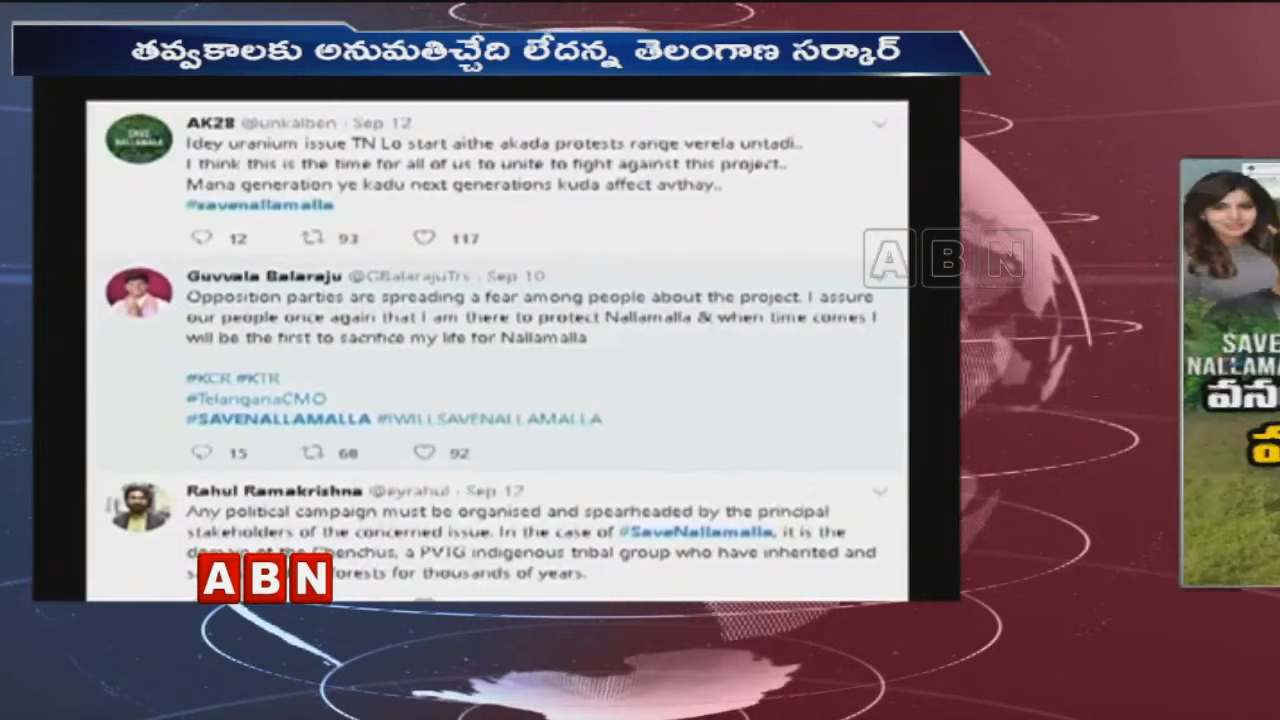 తవ్వకాలకు అనుమతిచ్చేది లేదన్న తెలంగాణ సర్కార్
AK28 @unkalben · Sep 12
Idey uranium issue TN Lo start aithe akada protests range verela untadi..
I think this is the time for all of us to unite to fight against this project..
Mana generation ye kadu next generations kuda affect avthay..
#savenallamalla
12 93 117
Guvvala Balaraju @GBalarajuTrs · Sep 10
Opposition parties are spreading a fear among people about the project. I assure
our people once again that I am there to protect Nallamalla & when time comes I
will be the first to sacrifice my life for Nallamalla
#KCR #KTR
#TelanganaCMO
#SAVENALLAMALLA #IWILLSAVENALLAMALLA
15 68 92
Rahul Ramakrishna @eyrahul · Sep 12
Any political campaign must be organised and spearheaded by the principal
stakeholders of the concerned issue. In the case of #SaveNallamalla, it is the
of the Chenchus, a PVTG indigenous tribal group who have inherited and
forests for thousands of years.
ABN
ABN
SAVE
NALLAMA
వన